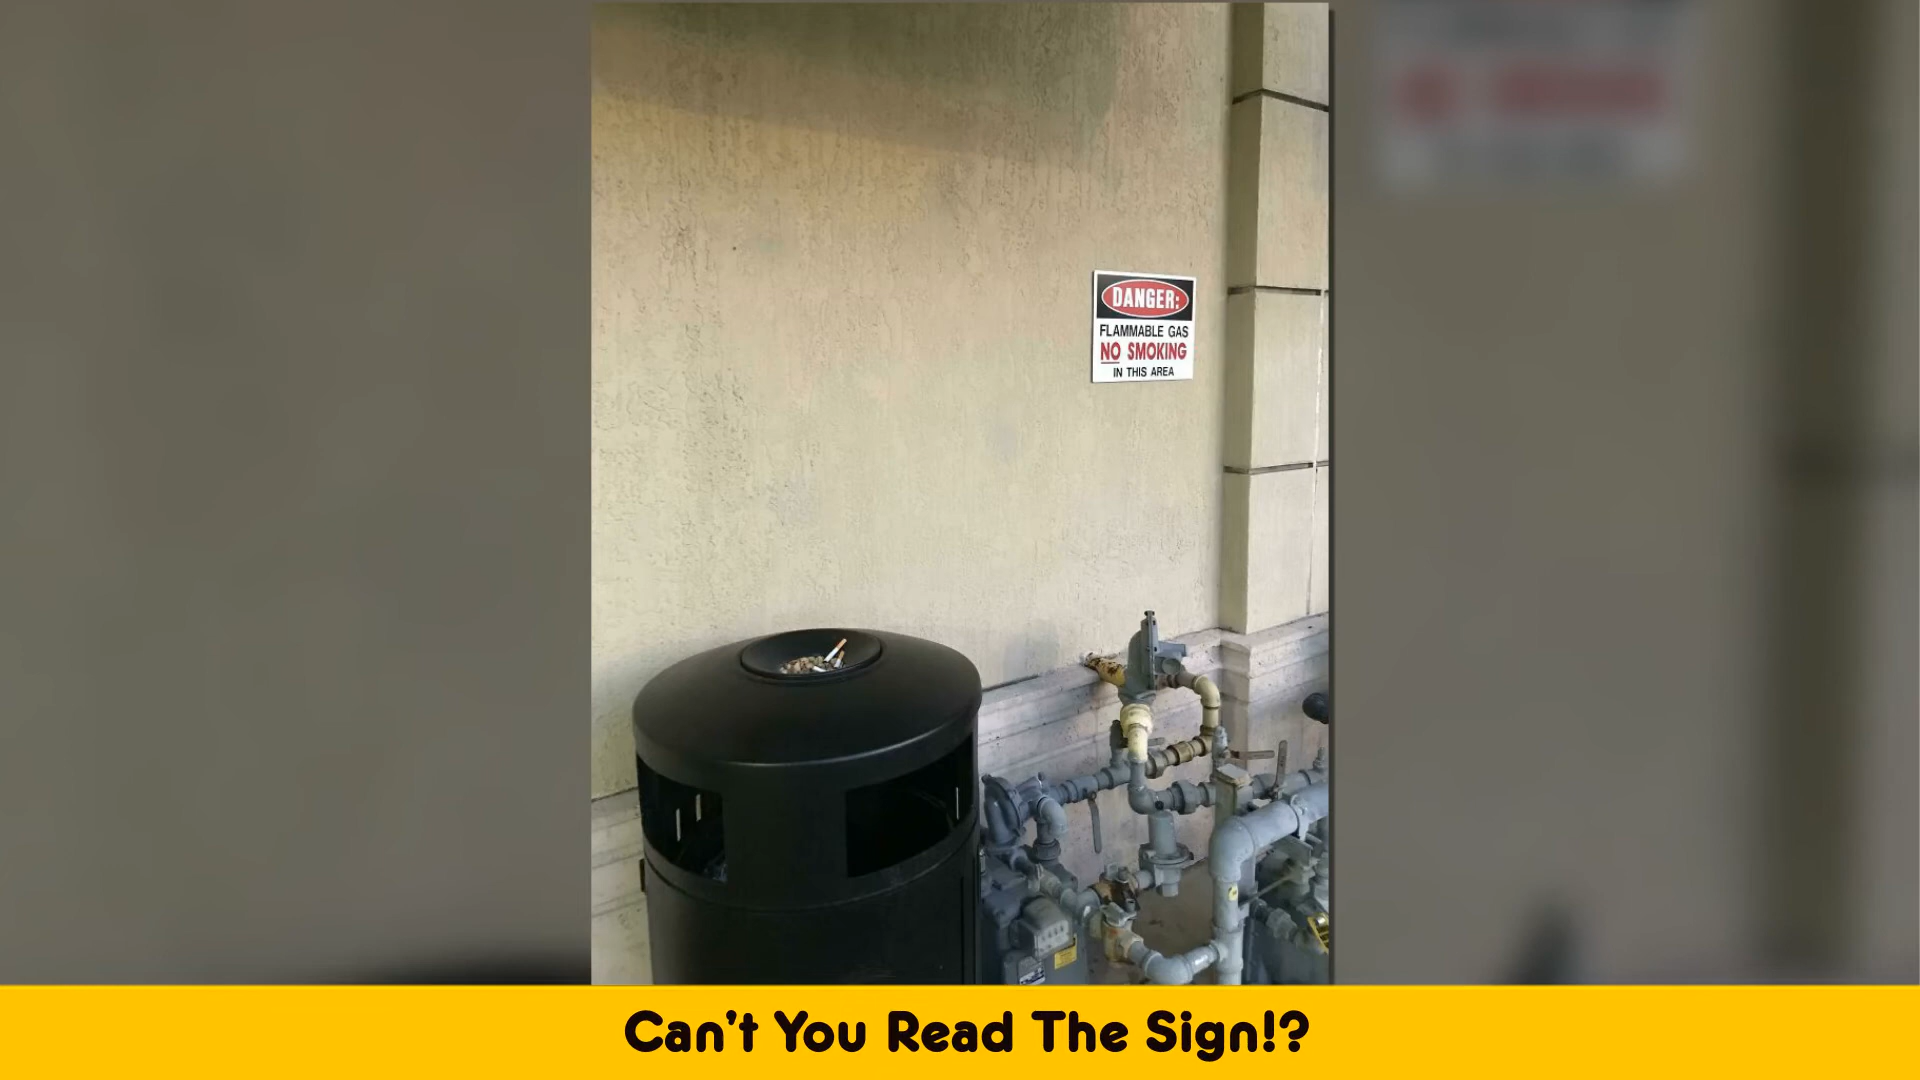 DANGER:
FLAMMABLE GAS
NO SMOKING
IN THIS AREA
Can't You Read The Sign!?